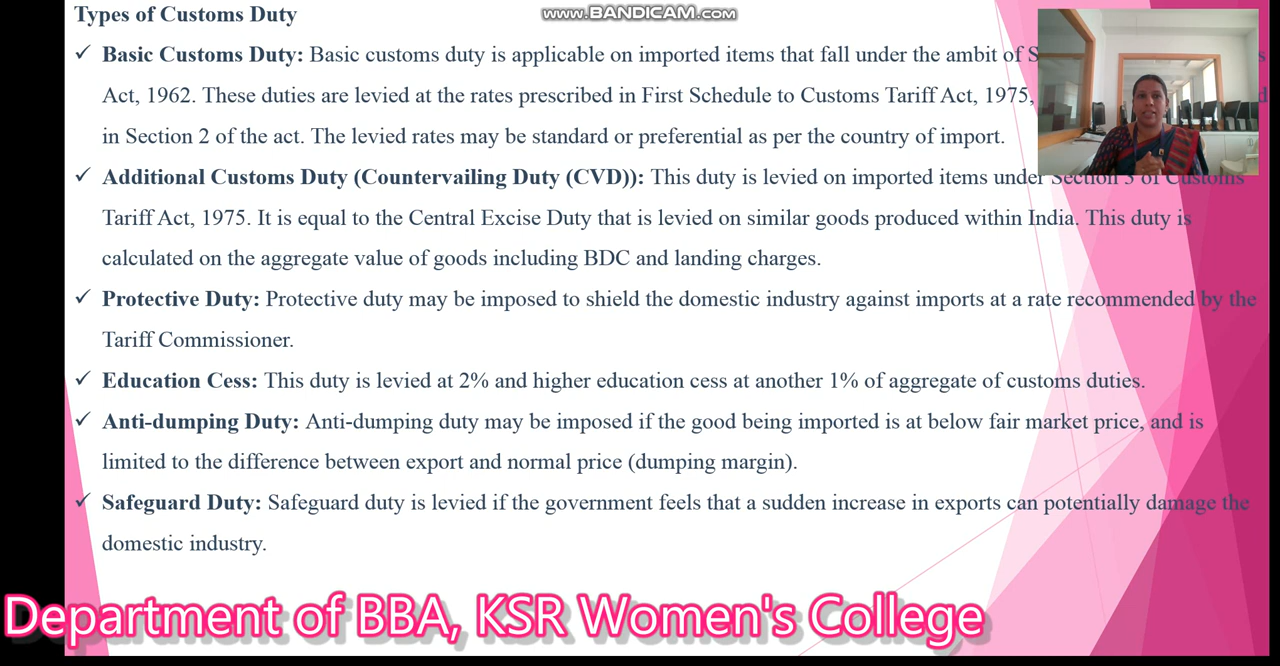 www.BANDICAM.com
Types of Customs Duty
✓ Basic Customs Duty: Basic customs duty is applicable on imported items that fall under the ambit of
Act, 1962. These duties are levied at the rates prescribed in First Schedule to Customs Tariff Act, 1975,
in Section 2 of the act. The levied rates may be standard or preferential as per the country of import.
✓ Additional Customs Duty (Countervailing Duty (CVD)): This duty is levied on imported items under Section 3 of Customs
Tariff Act, 1975. It is equal to the Central Excise Duty that is levied on similar goods produced within India. This duty is
calculated on the aggregate value of goods including BDC and landing charges.
✓ Protective Duty: Protective duty may be imposed to shield the domestic industry against imports at a rate recommended by the
Tariff Commissioner.
✓ Education Cess: This duty is levied at 2% and higher education cess at another 1% of aggregate of customs duties.
✓ Anti-dumping Duty: Anti-dumping duty may be imposed if the good being imported is at below fair market price, and is
limited to the difference between export and normal price (dumping margin).
✓ Safeguard Duty: Safeguard duty is levied if the government feels that a sudden increase in exports can potentially damage the
domestic industry.
Department of BBA, KSR Women's College